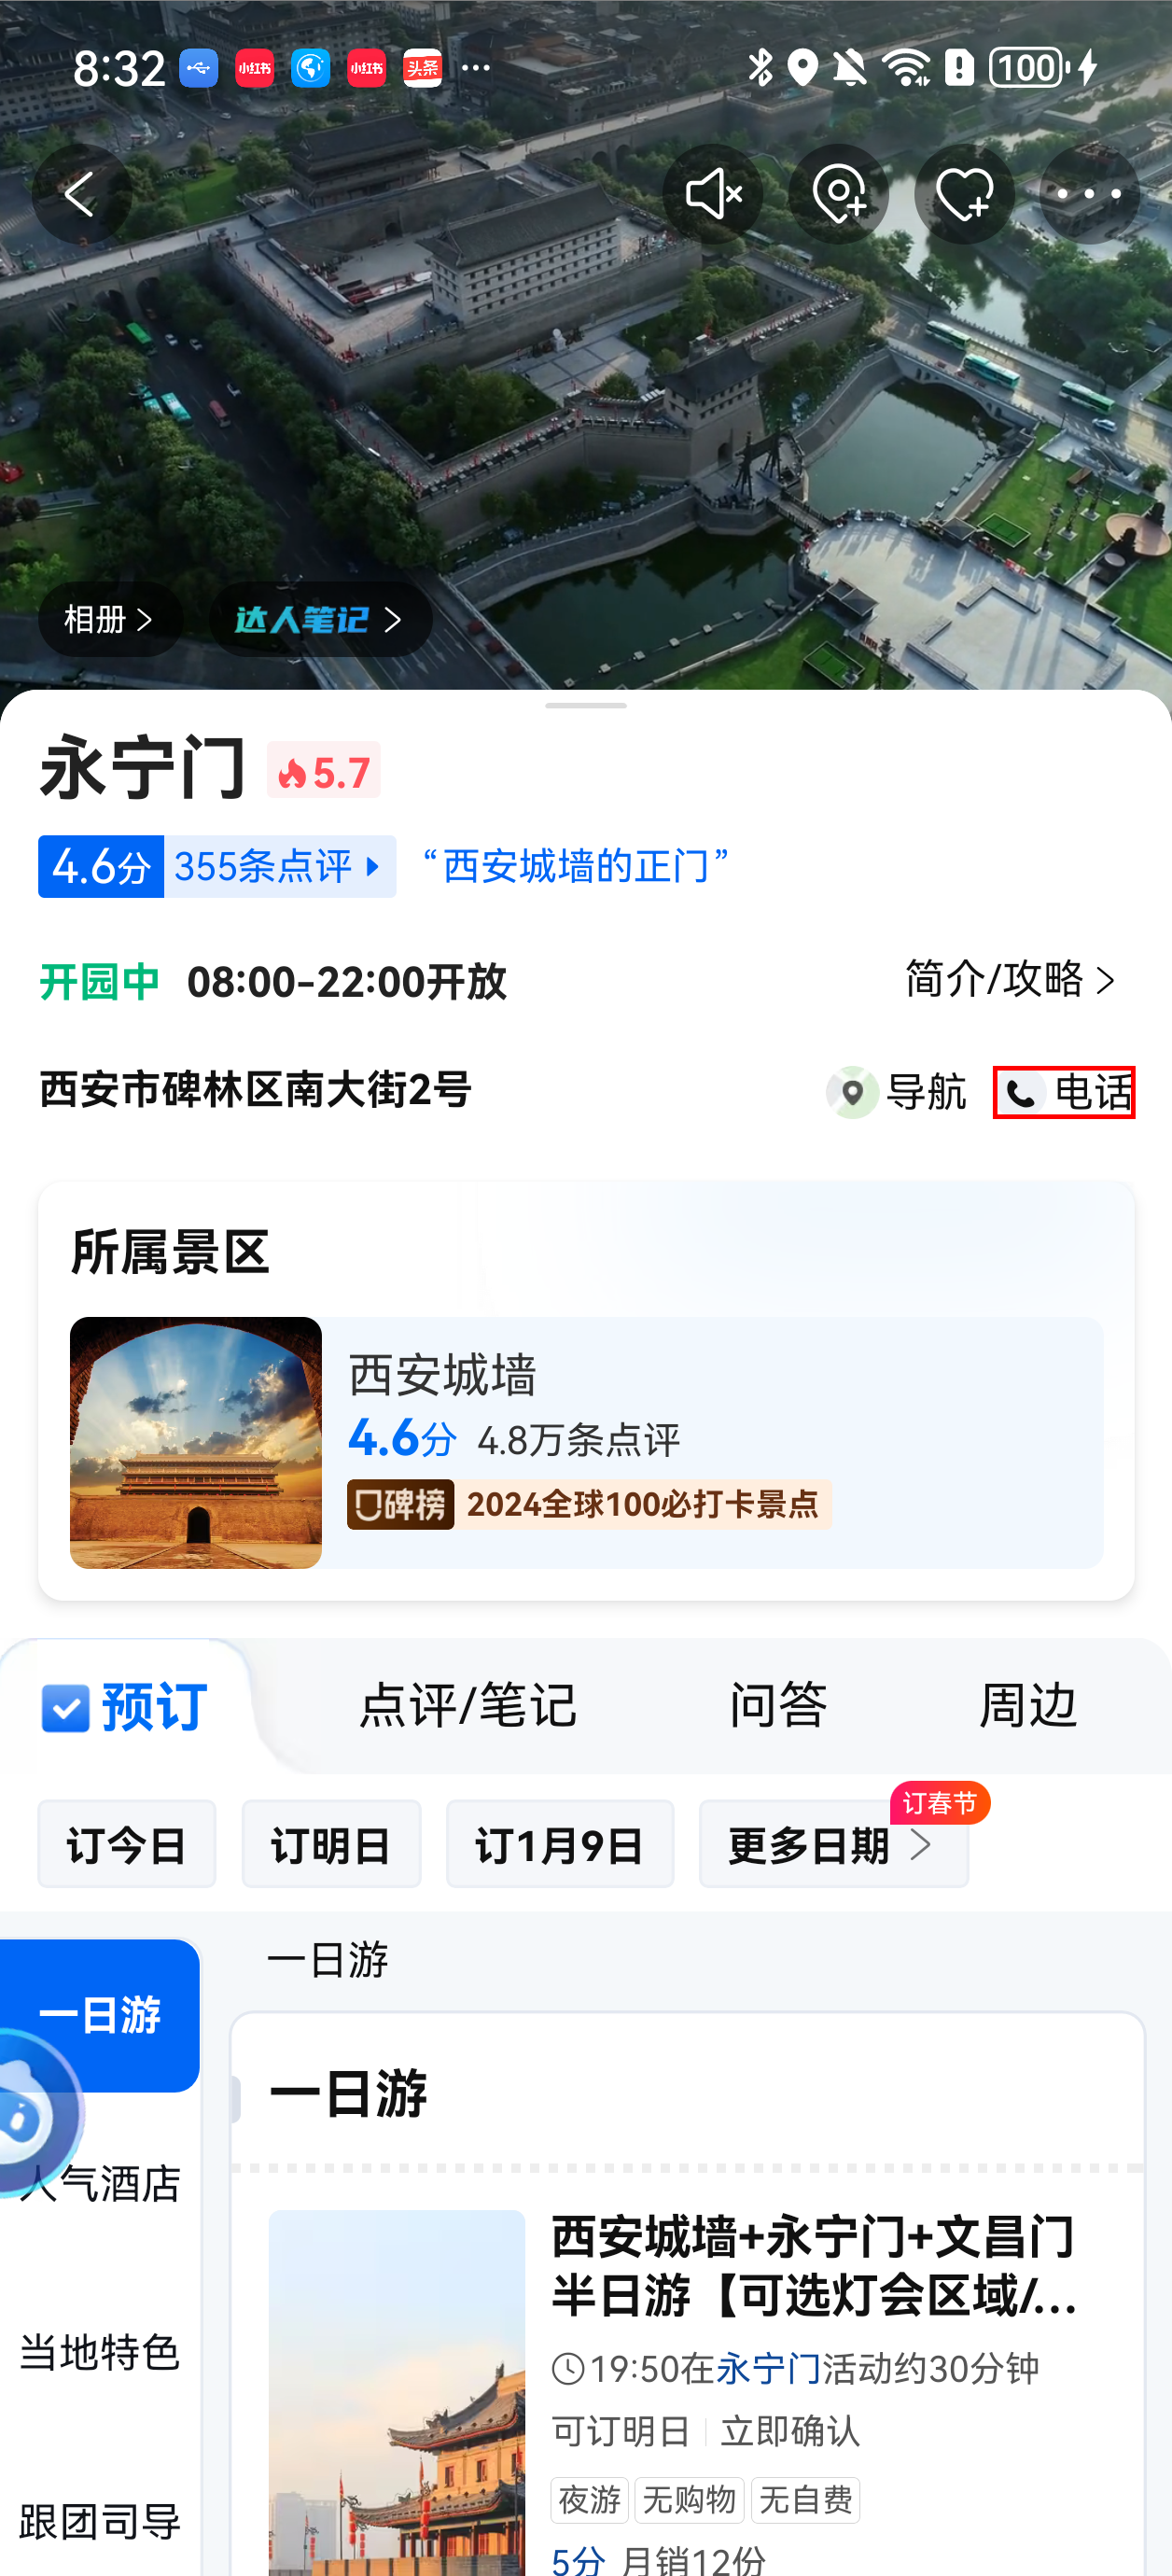 8:32 小红书 小红书 头条 ... 100
相册 >
达人笔记 >
永宁门 5.7
4.6分 355条点评 “西安城墙的正门”
开园中 08:00-22:00开放 简介/攻略 >
西安市碑林区南大街2号 导航 电话
所属景区
西安城墙
4.6分 4.8万条点评
口碑榜 2024全球100必打卡景点
预订 点评/笔记 问答 周边
订春节
订今日 订明日 订1月9日 更多日期 >
一日游 一日游
一日游
人气酒店
当地特色
跟团司导
西安城墙+永宁门+文昌门
半日游【可选灯会区域/...
19:50在永宁门活动约30分钟
可订明日 立即确认
夜游 无购物 无自费
5分 月销12份